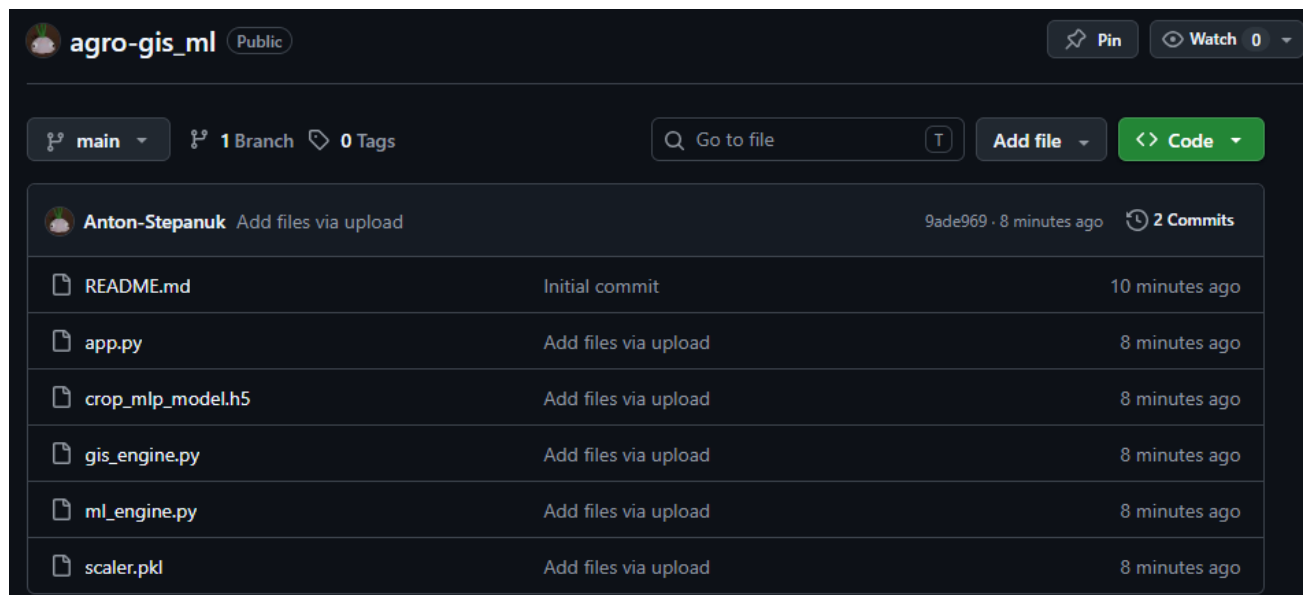 agro-gis_ml Public Pin Watch 0
main 1 Branch 0 Tags Go to file T Add file Code
Anton-Stepanuk Add files via upload 9ade969 · 8 minutes ago 2 Commits
README.md Initial commit 10 minutes ago
app.py Add files via upload 8 minutes ago
crop_mlp_model.h5 Add files via upload 8 minutes ago
gis_engine.py Add files via upload 8 minutes ago
ml_engine.py Add files via upload 8 minutes ago
scaler.pkl Add files via upload 8 minutes ago